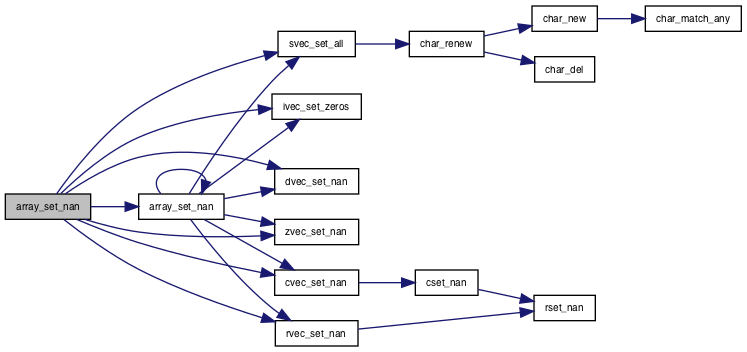 char_new
char_match_any
svec_set_all
char_renew
char_del
ivec_set_zeros
dvec_set_nan
array_set_nan
array_set_nan
zvec_set_nan
cvec_set_nan
cset_nan
rset_nan
rvec_set_nan